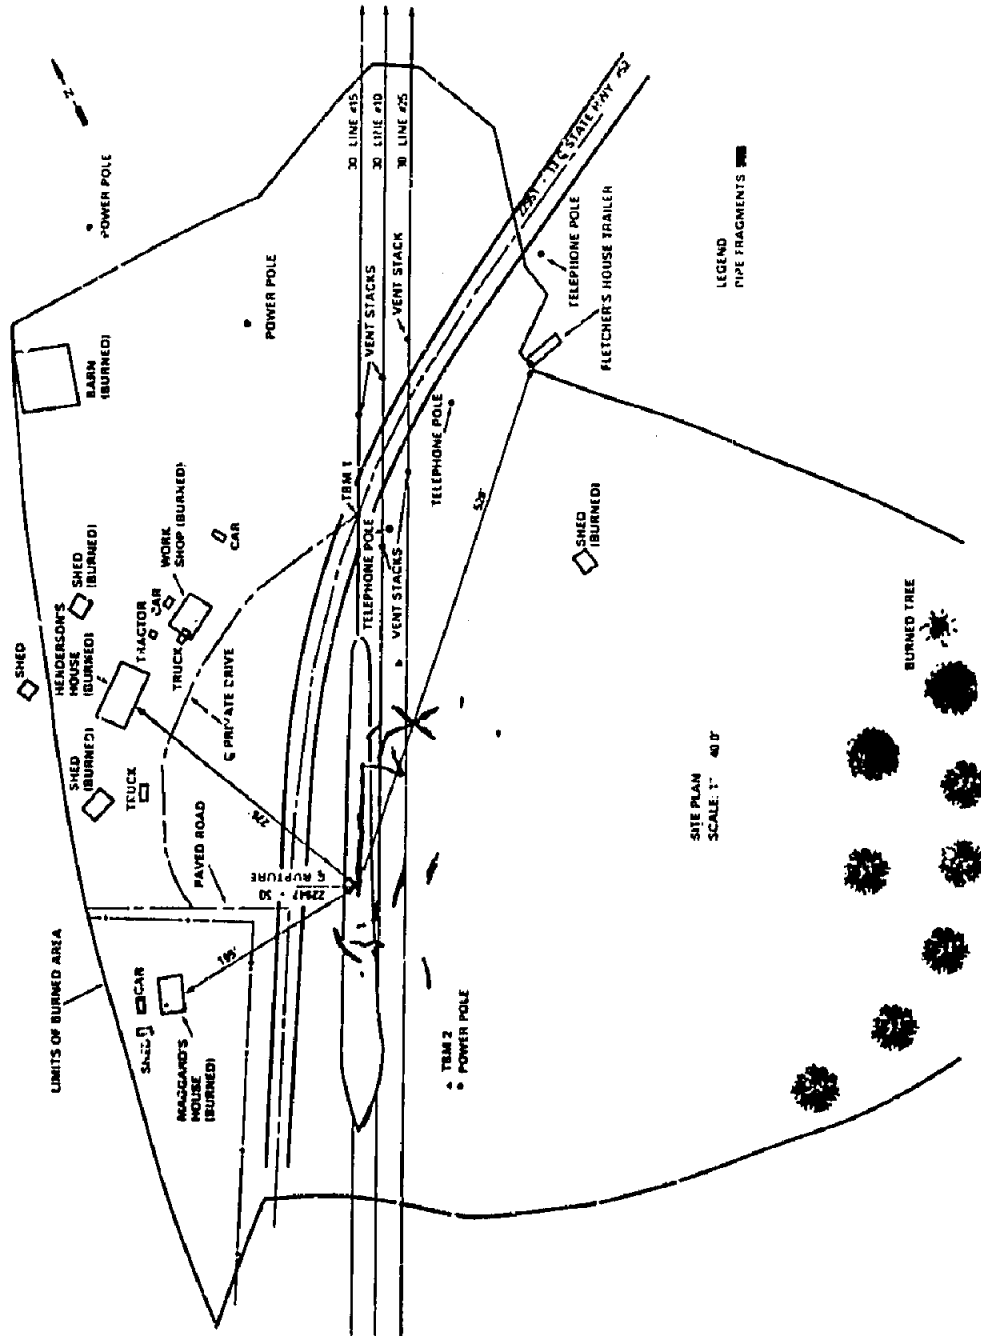 N
POWER POLE
POWER POLE
30 LINE #15
30 LINE #10
30 LINE #25
STATE HWY #52
TELEPHONE POLE
FLETCHER'S HOUSE TRAILER
LEGEND
PIPE FRAGMENTS
BARN
(BURNED)
VENT STACKS
VENT STACK
TELEPHONE POLE
TBM 1
TELEPHONE POLE
VENT STACKS
528'
SHED
(BURNED)
WORK
SHOP (BURNED)
CAR
CAR
TRACTOR
TRUCK
SHED
(BURNED)
HENDERSON'S
HOUSE
(BURNED)
SHED
SHED
(BURNED)
TRUCK
℄ PRIVATE DRIVE
PAVED ROAD
℄ RUPTURE
195'
LIMITS OF BURNED AREA
CAR
SHED
MAGGARD'S
HOUSE
(BURNED)
TBM 2
POWER POLE
SITE PLAN
SCALE: 1" 40.0'
BURNED TREE